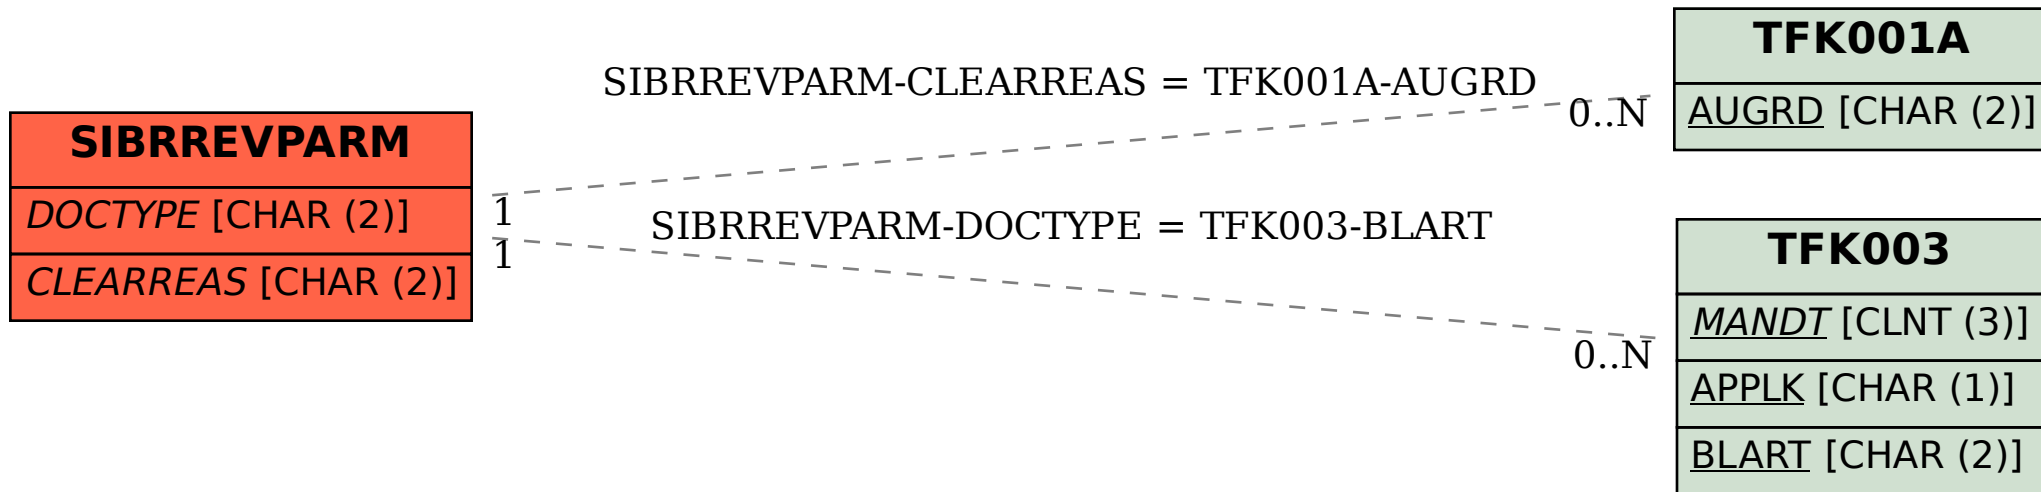 SIBRREVPARM
DOCTYPE [CHAR (2)]
CLEARREAS [CHAR (2)]
SIBRREVPARM-CLEARREAS = TFK001A-AUGRD
0..N
1
SIBRREVPARM-DOCTYPE = TFK003-BLART
1
0..N
TFK001A
AUGRD [CHAR (2)]
TFK003
MANDT [CLNT (3)]
APPLK [CHAR (1)]
BLART [CHAR (2)]